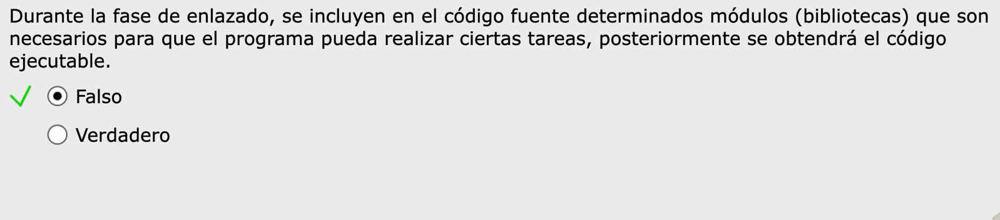 Durante la fase de enlazado, se incluyen en el código fuente determinados módulos (bibliotecas) que son
necesarios para que el programa pueda realizar ciertas tareas, posteriormente se obtendrá el código
ejecutable.
Falso
Verdadero